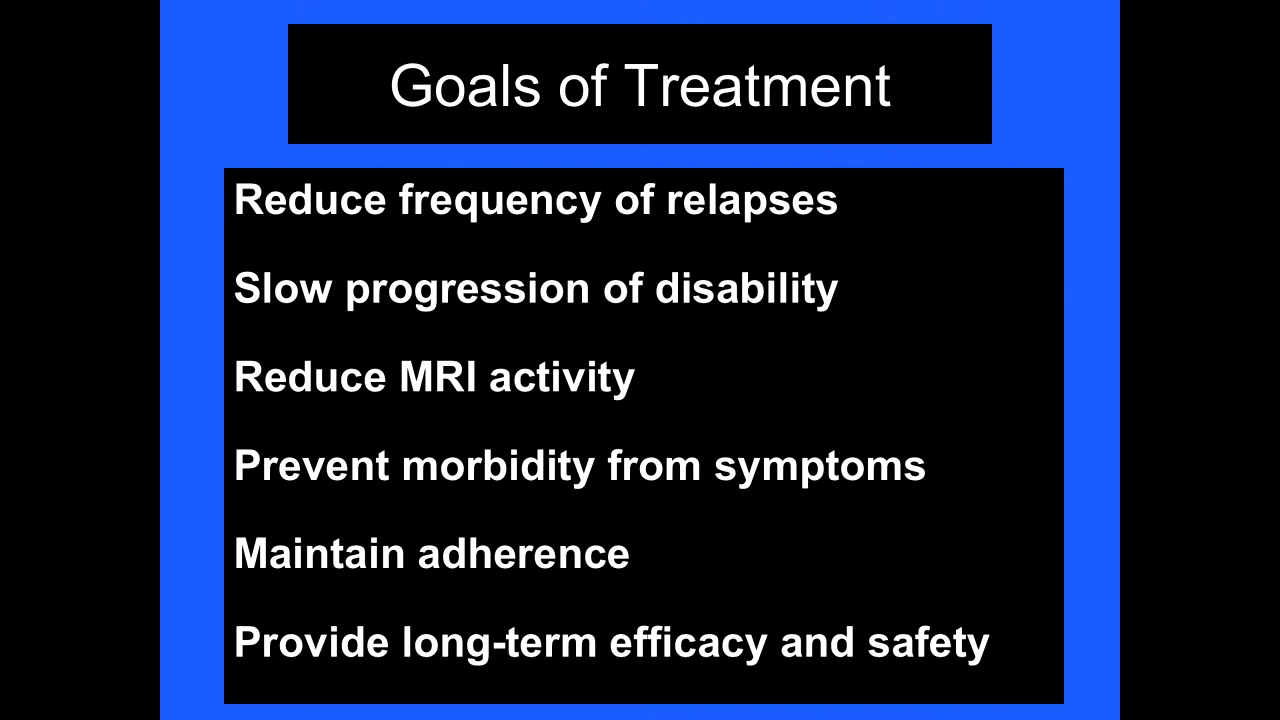 Goals of Treatment
Reduce frequency of relapses
Slow progression of disability
Reduce MRI activity
Prevent morbidity from symptoms
Maintain adherence
Provide long-term efficacy and safety